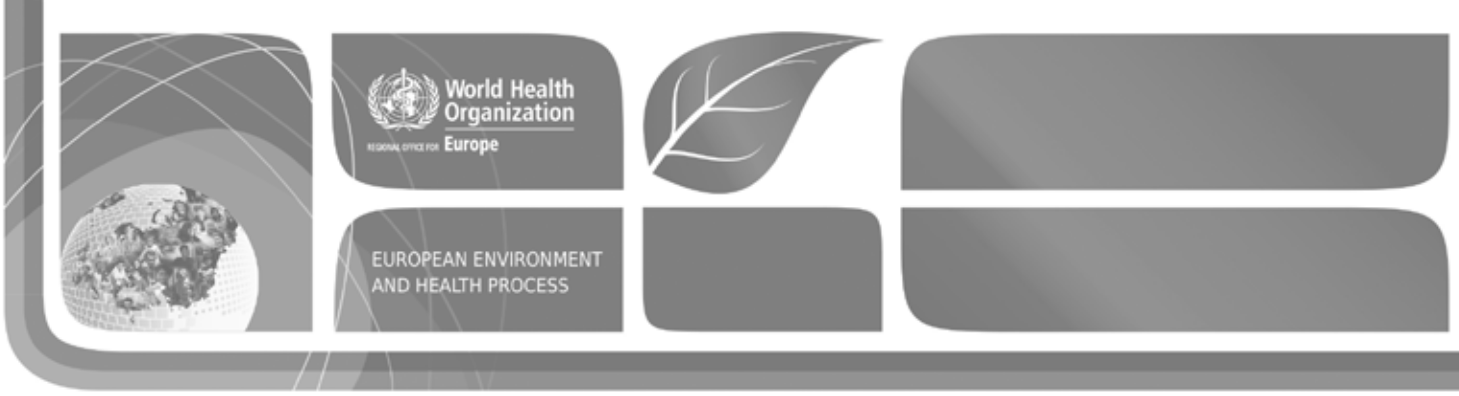 World Health
Organization
REGIONAL OFFICE FOR Europe
EUROPEAN ENVIRONMENT
AND HEALTH PROCESS